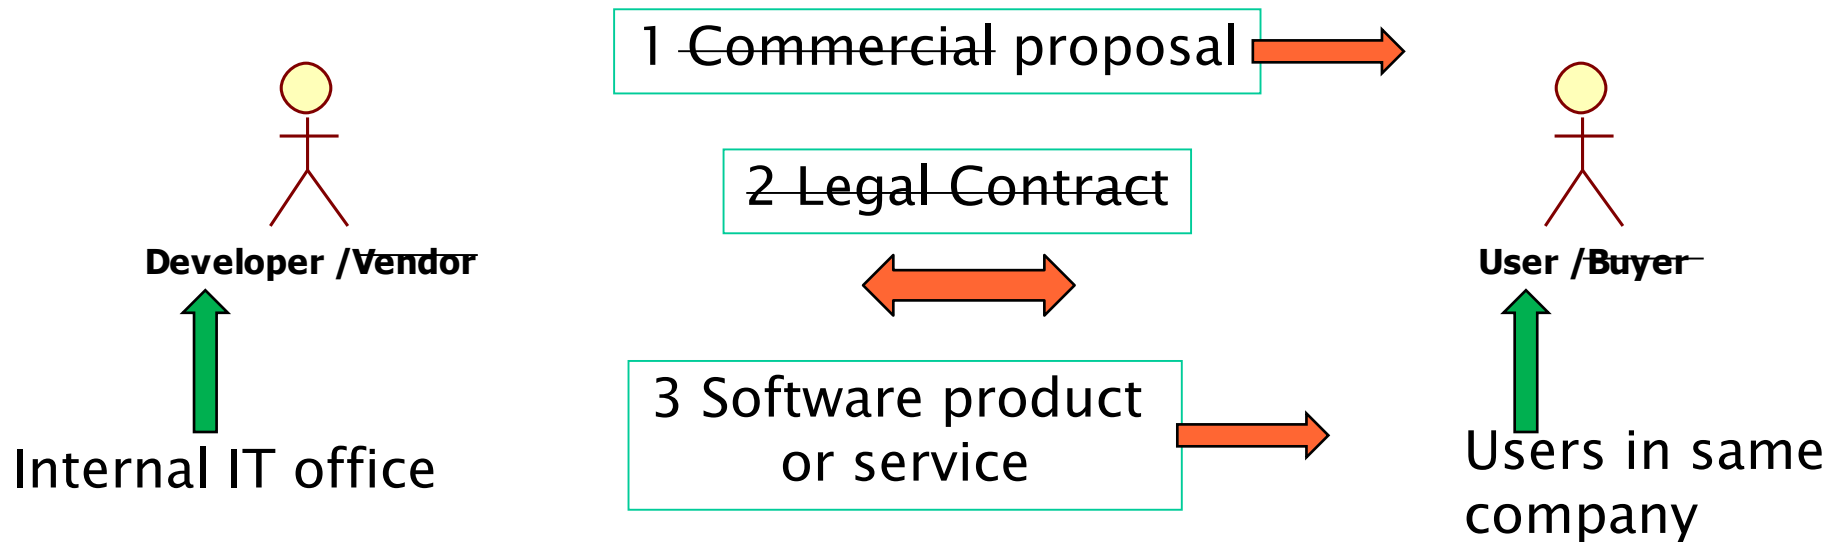 1 Commercial proposal
2 Legal Contract
Developer /Vendor
User /Buyer
3 Software product
or service
Internal IT office
Users in same
company